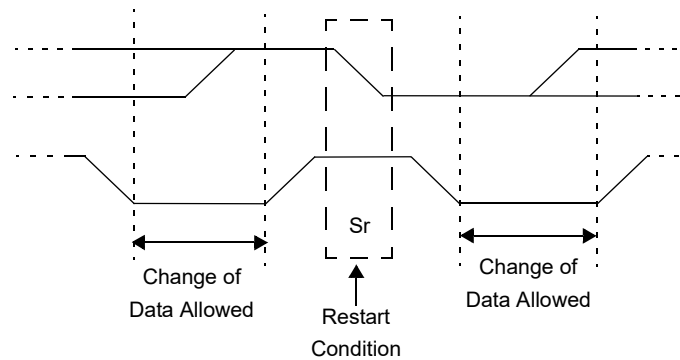 Sr
Change of
Data Allowed
Restart
Condition
Change of
Data Allowed